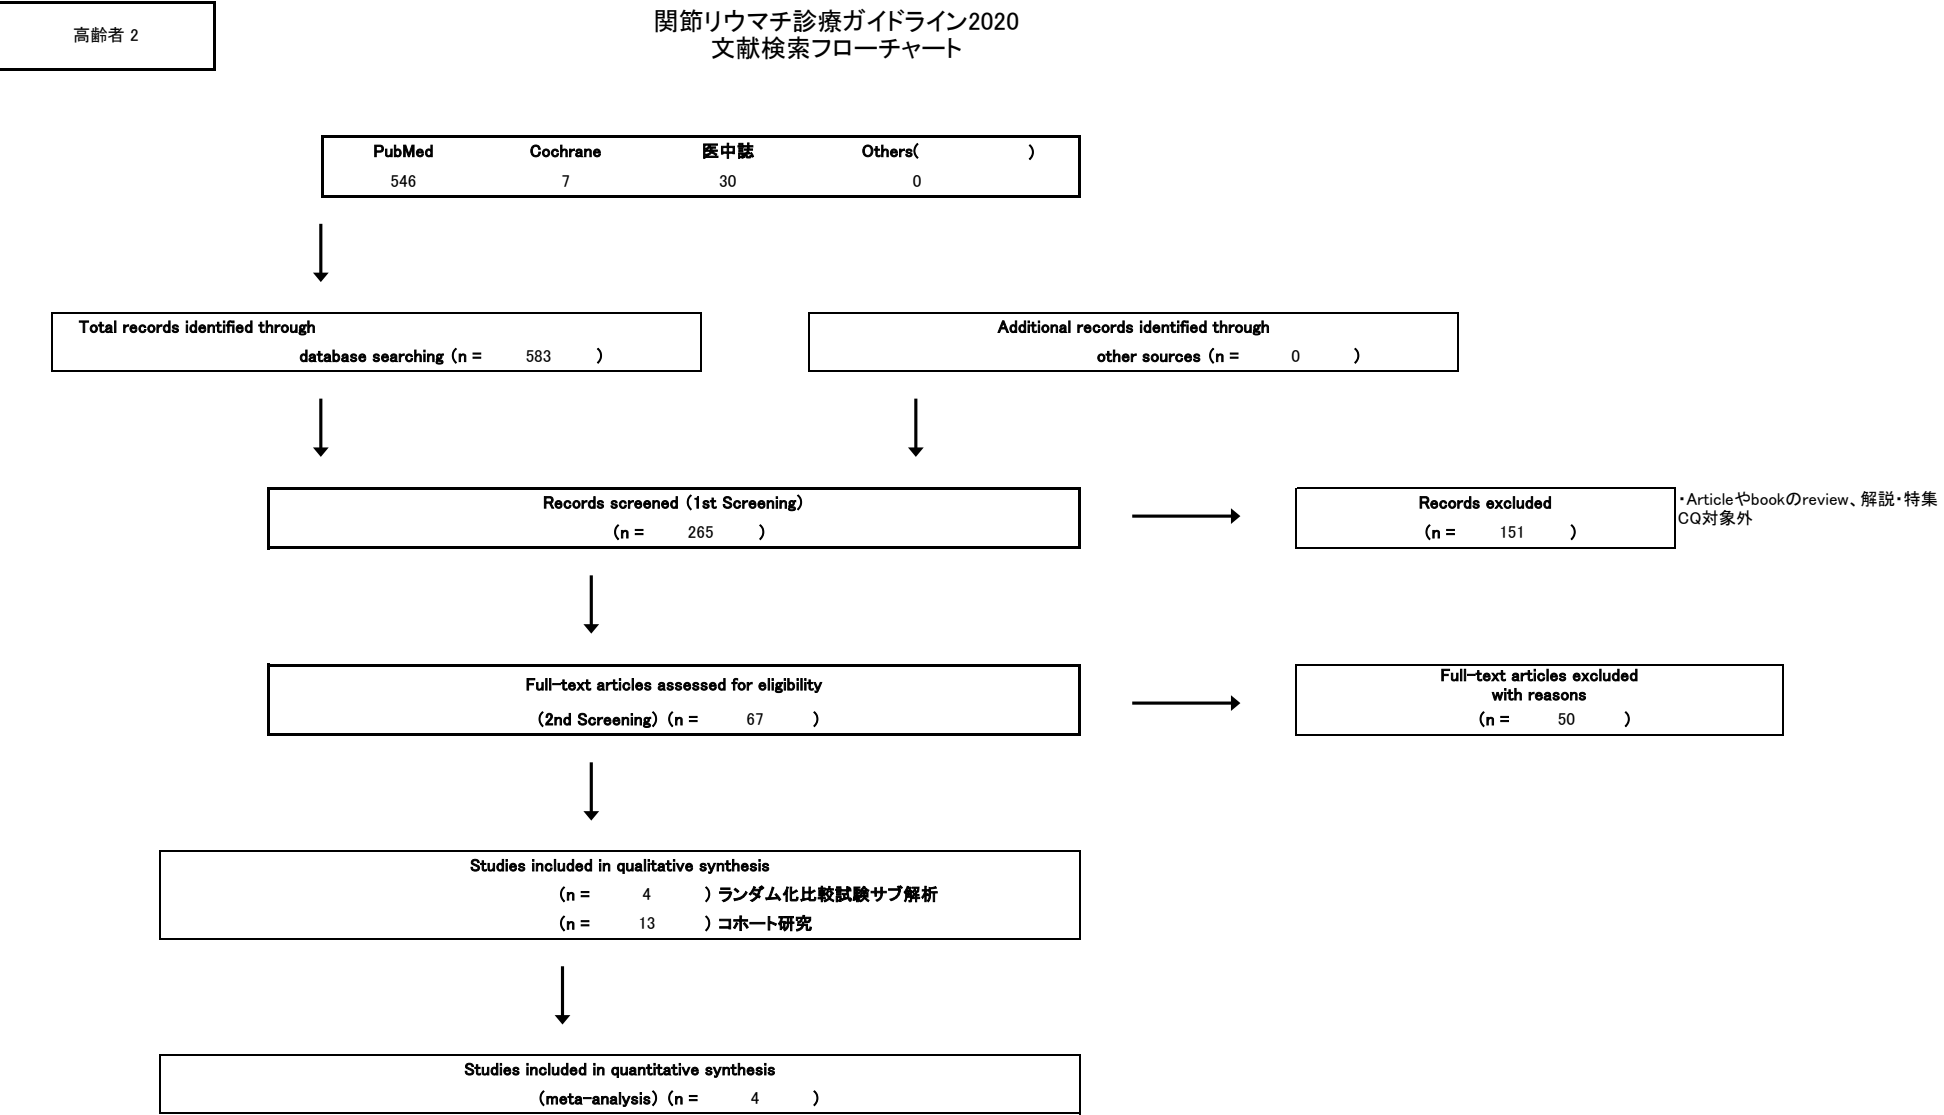 高齢者 2
関節リウマチ診療ガイドライン2020
文献検索フローチャート
PubMed Cochrane 医中誌 Others( )
546 7 30 0
Total records identified through
database searching (n = 583 )
Additional records identified through
other sources (n = 0 )
Records screened (1st Screening)
(n = 265 )
Records excluded
(n = 151 )
・Articleやbookのreview、解説・特集
CQ対象外
Full-text articles assessed for eligibility
(2nd Screening) (n = 67 )
Full-text articles excluded
with reasons
(n = 50 )
Studies included in qualitative synthesis
(n = 4 ) ランダム化比較試験サブ解析
(n = 13 ) コホート研究
Studies included in quantitative synthesis
(meta-analysis) (n = 4 )